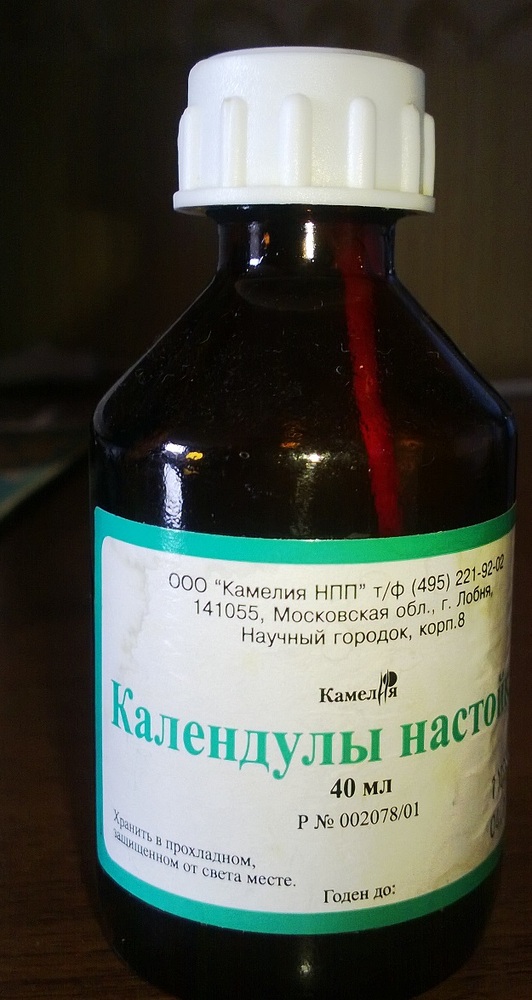 ООО “Камелия НПП” т/ф (495) 221-92-02
141055, Московская обл., г. Лобня,
Научный городок, корп.8
Камелия
Календулы настой
40 мл
Р № 002078/01
Хранить в прохладном,
защищенном от света месте.
Годен до: